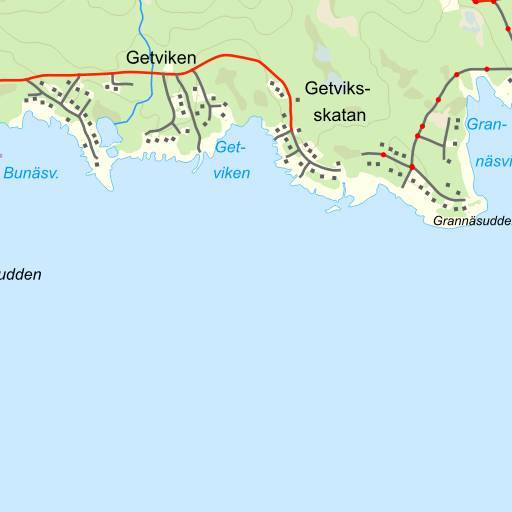 Getviken
Getviks-
skatan
Gran-
näsvi
Get-
viken
Bunäsv.
Grannäsudde
udden